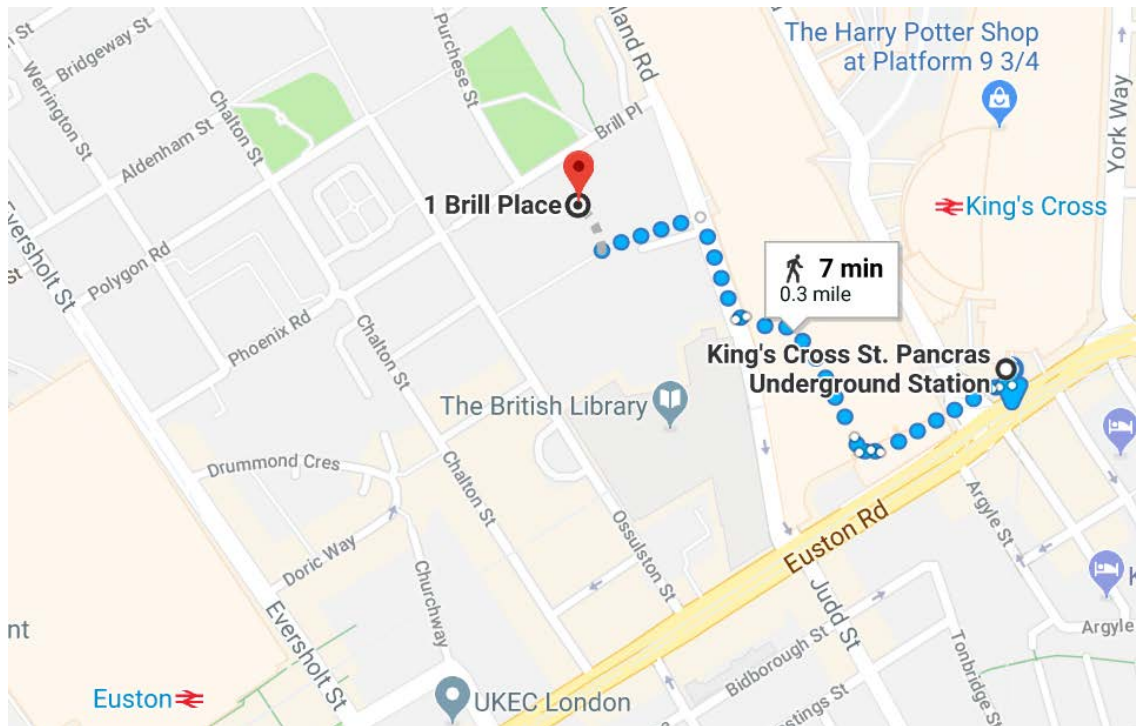 The Harry Potter Shop
at Platform 9 3/4
Bridgeway St
Werrington St
Aldenham St
Chalton St
Purchese St
land Rd
Brill Pl
York Way
1 Brill Place
King's Cross
Eversholt St
Polygon Rd
7 min
0.3 mile
Phoenix Rd
Chalton St
King's Cross St. Pancras
Underground Station
The British Library
Drummond Cres
Chalton St
Ossulston St
Euston Rd
Argyle St
Doric Way
Churchway
Judd St
Eversholt St
Bidborough St
Tonbridge St
Argyle
nt
Euston
UKEC London
stings St
K
St
St